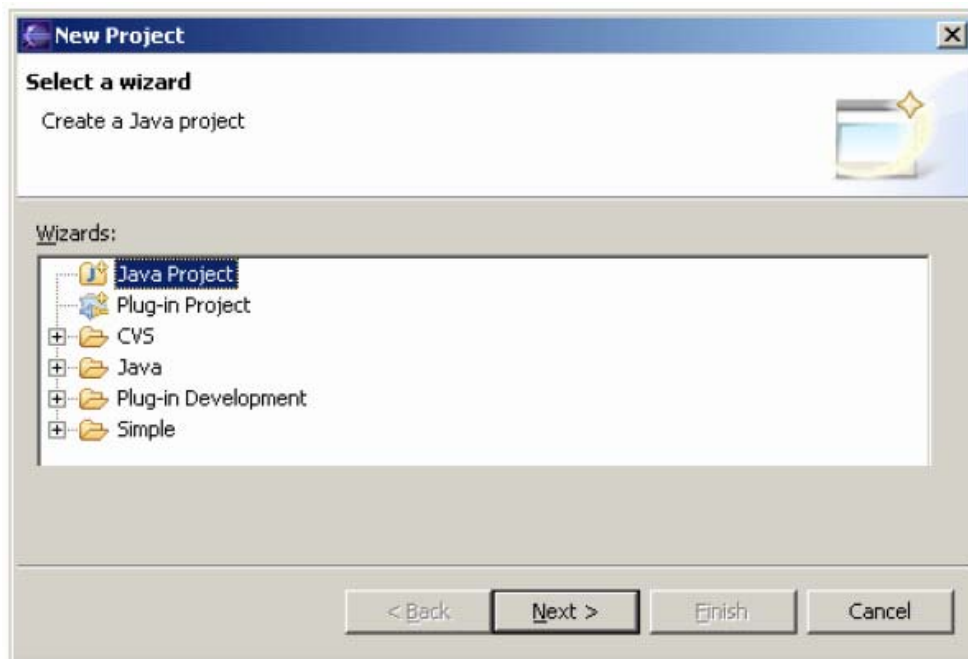 New Project
Select a wizard
Create a Java project
Wizards:
Java Project
Plug-in Project
CVS
Java
Plug-in Development
Simple
< Back Next > Finish Cancel